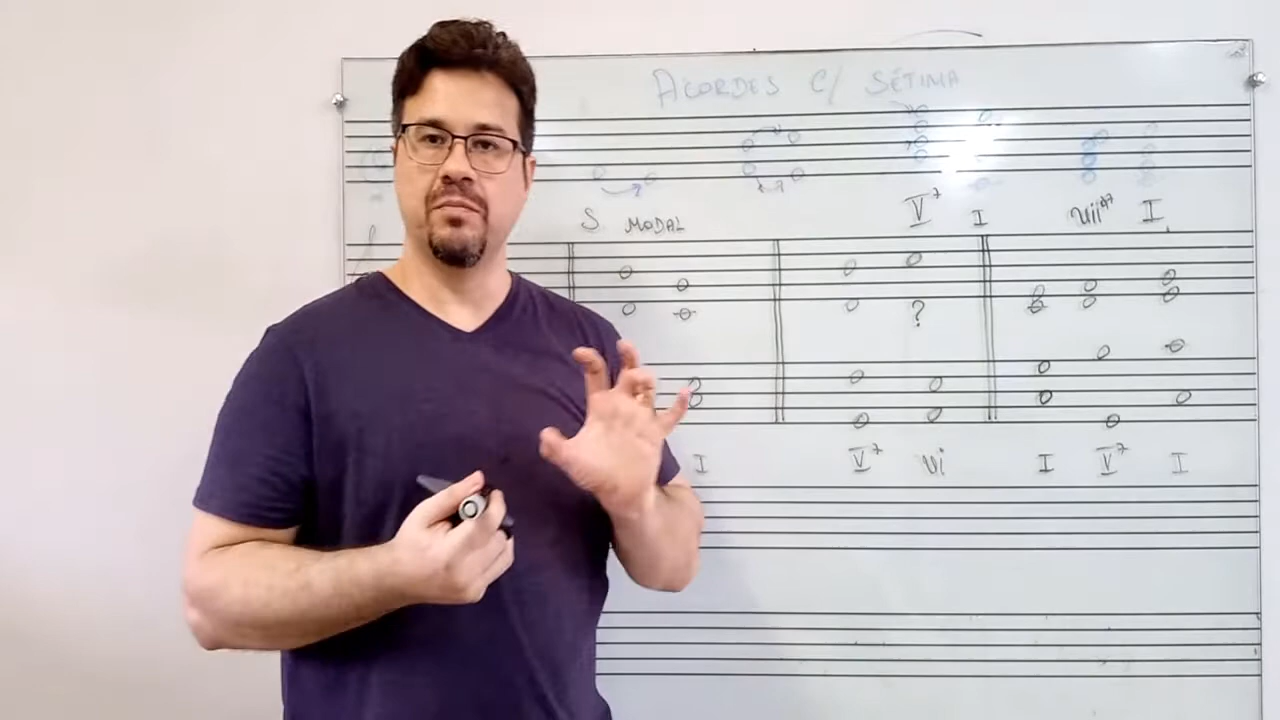 ACORDES C/ SÉTIMA
V7 I vii°7 I
S MODAL
?
I V7 vi I V7 I